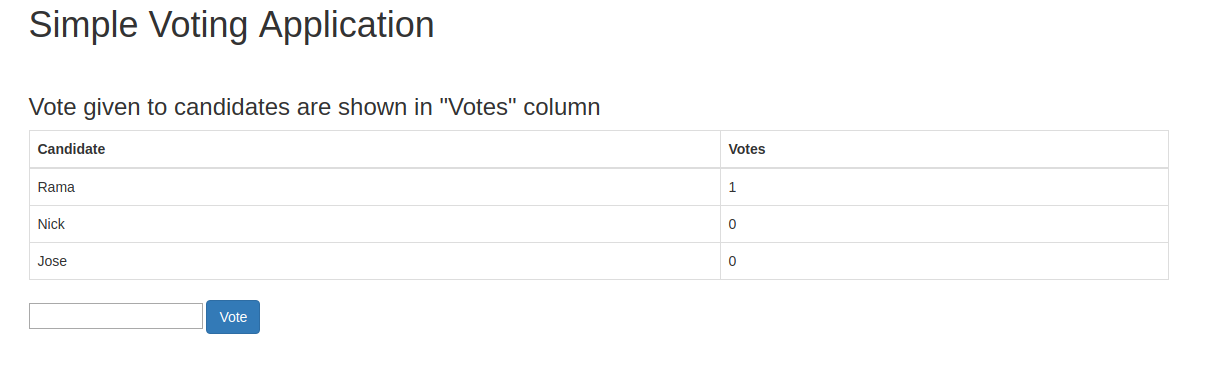 Simple Voting Application
Vote given to candidates are shown in "Votes" column
Candidate Votes
Rama 1
Nick 0
Jose 0
Vote